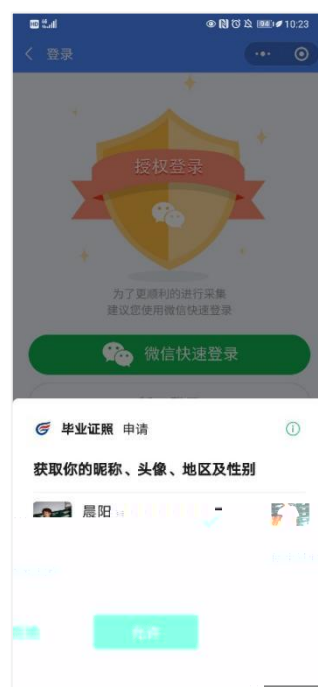 10:23
登录
授权登录
为了更顺利的进行采集
建议您使用微信快速登录
微信快速登录
毕业证照 申请
获取你的昵称、头像、地区及性别
晨阳
允许